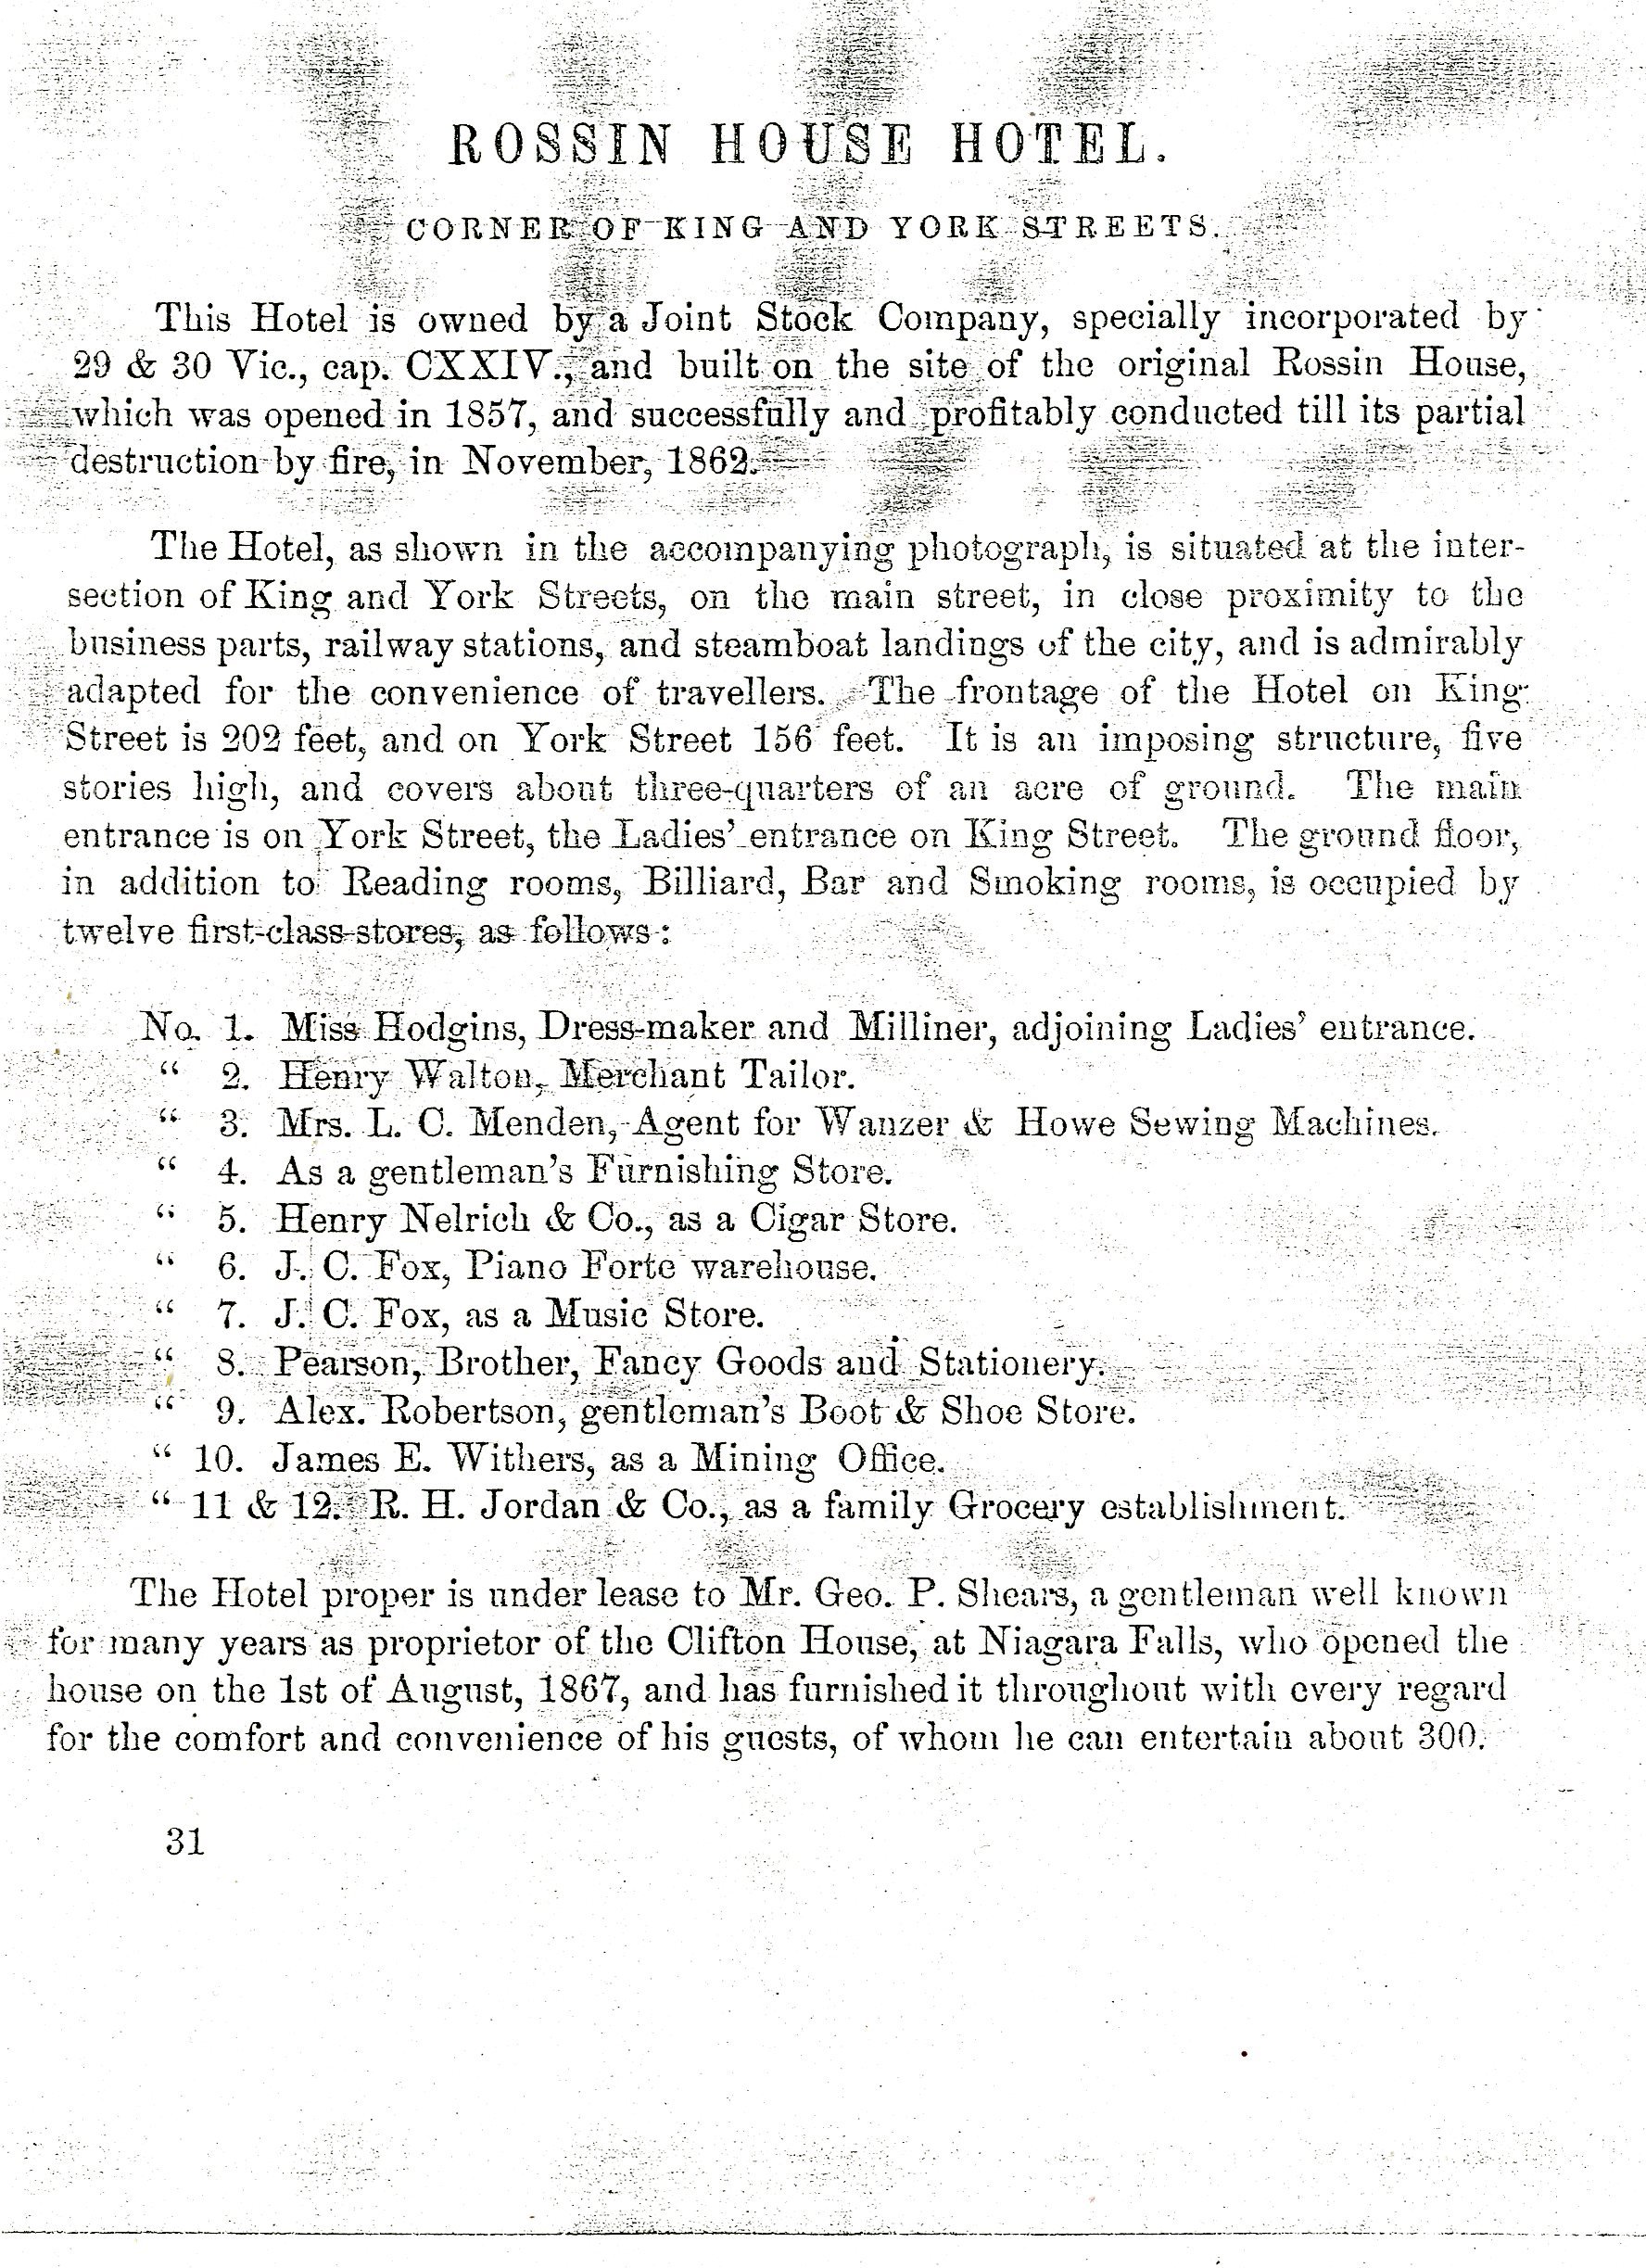 ROSSIN HOUSE HOTEL.
CORNER OF KING AND YORK STREETS.
This Hotel is owned by a Joint Stock Company, specially incorporated by
29 & 30 Vic., cap. CXXIV., and built on the site of the original Rossin House,
which was opened in 1857, and successfully and profitably conducted till its partial
destruction by fire, in November, 1862.
The Hotel, as shown in the accompanying photograph, is situated at the inter-
section of King and York Streets, on the main street, in close proximity to the
business parts, railway stations, and steamboat landings of the city, and is admirably
adapted for the convenience of travellers. The frontage of the Hotel on King
Street is 202 feet, and on York Street 156 feet. It is an imposing structure, five
stories high, and covers about three-quarters of an acre of ground. The main
entrance is on York Street, the Ladies' entrance on King Street. The ground floor,
in addition to Reading rooms, Billiard, Bar and Smoking rooms, is occupied by
twelve first-class stores, as follows:
No. 1. Miss Hodgins, Dress-maker and Milliner, adjoining Ladies' entrance.
“ 2. Henry Walton, Merchant Tailor.
“ 3. Mrs. L. C. Menden, Agent for Wanzer & Howe Sewing Machines.
“ 4. As a gentleman's Furnishing Store.
“ 5. Henry Nelrich & Co., as a Cigar Store.
“ 6. J. C. Fox, Piano Forte warehouse.
“ 7. J. C. Fox, as a Music Store.
“ 8. Pearson, Brother, Fancy Goods and Stationery.
“ 9. Alex. Robertson, gentleman's Boot & Shoe Store.
“ 10. James E. Withers, as a Mining Office.
“ 11 & 12. R. H. Jordan & Co., as a family Grocery establishment.
The Hotel proper is under lease to Mr. Geo. P. Shears, a gentleman well known
for many years as proprietor of the Clifton House, at Niagara Falls, who opened the
house on the 1st of August, 1867, and has furnished it throughout with every regard
for the comfort and convenience of his guests, of whom he can entertain about 300.
31